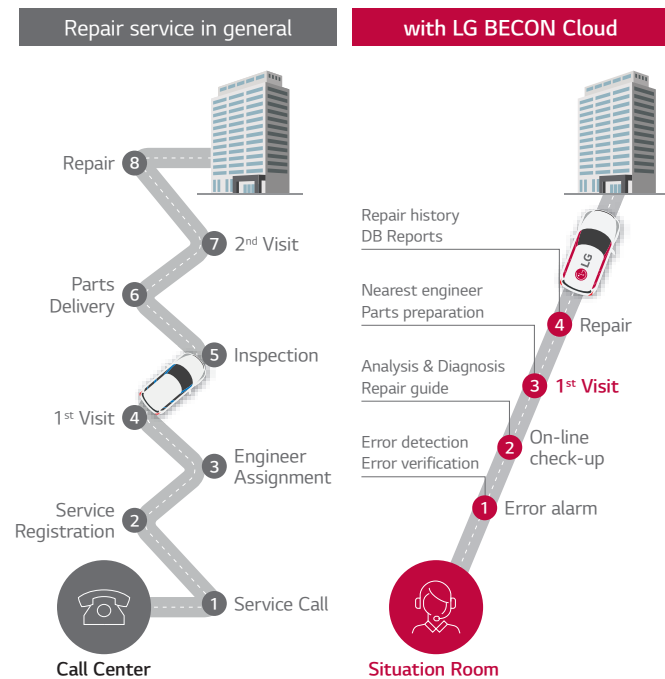 Repair service in general
8
Repair
7
2nd Visit
Parts
Delivery
6
5
Inspection
1st Visit
4
3
Engineer
Assignment
Service
Registration
2
1
Service Call
Call Center
with LG BECON Cloud
LG
Repair history
DB Reports
4
Repair
Nearest engineer
Parts preparation
3
1st Visit
Analysis & Diagnosis
Repair guide
2
On-line
check-up
Error detection
Error verification
1
Error alarm
Situation Room